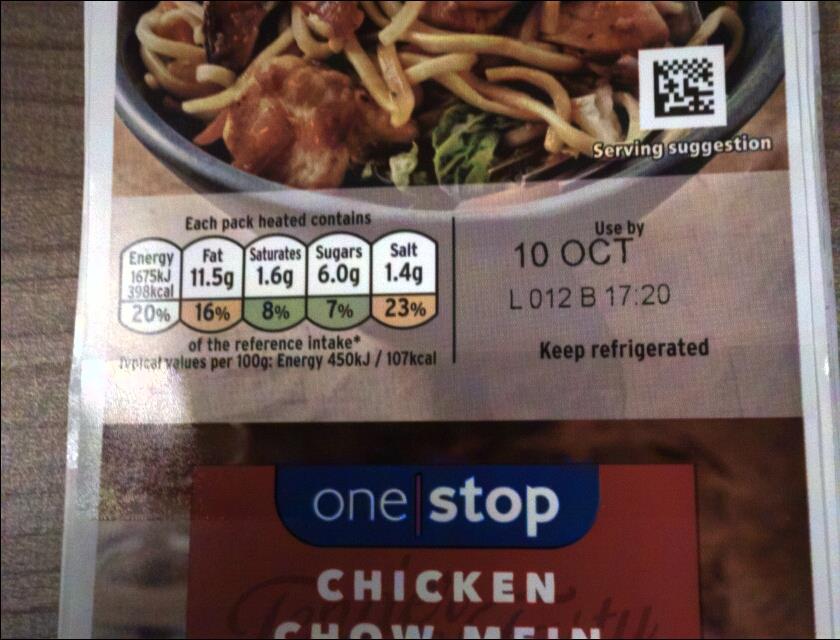 Serving suggestion
Each pack heated contains
Energy 1675kJ 398kcal 20%
Fat 11.5g 16%
Saturates 1.6g 8%
Sugars 6.0g 7%
Salt 1.4g 23%
of the reference intake*
Typical values per 100g: Energy 450kJ / 107kcal
Use by
10 OCT
L 012 B 17:20
Keep refrigerated
one stop
CHICKEN
CHOW MEIN